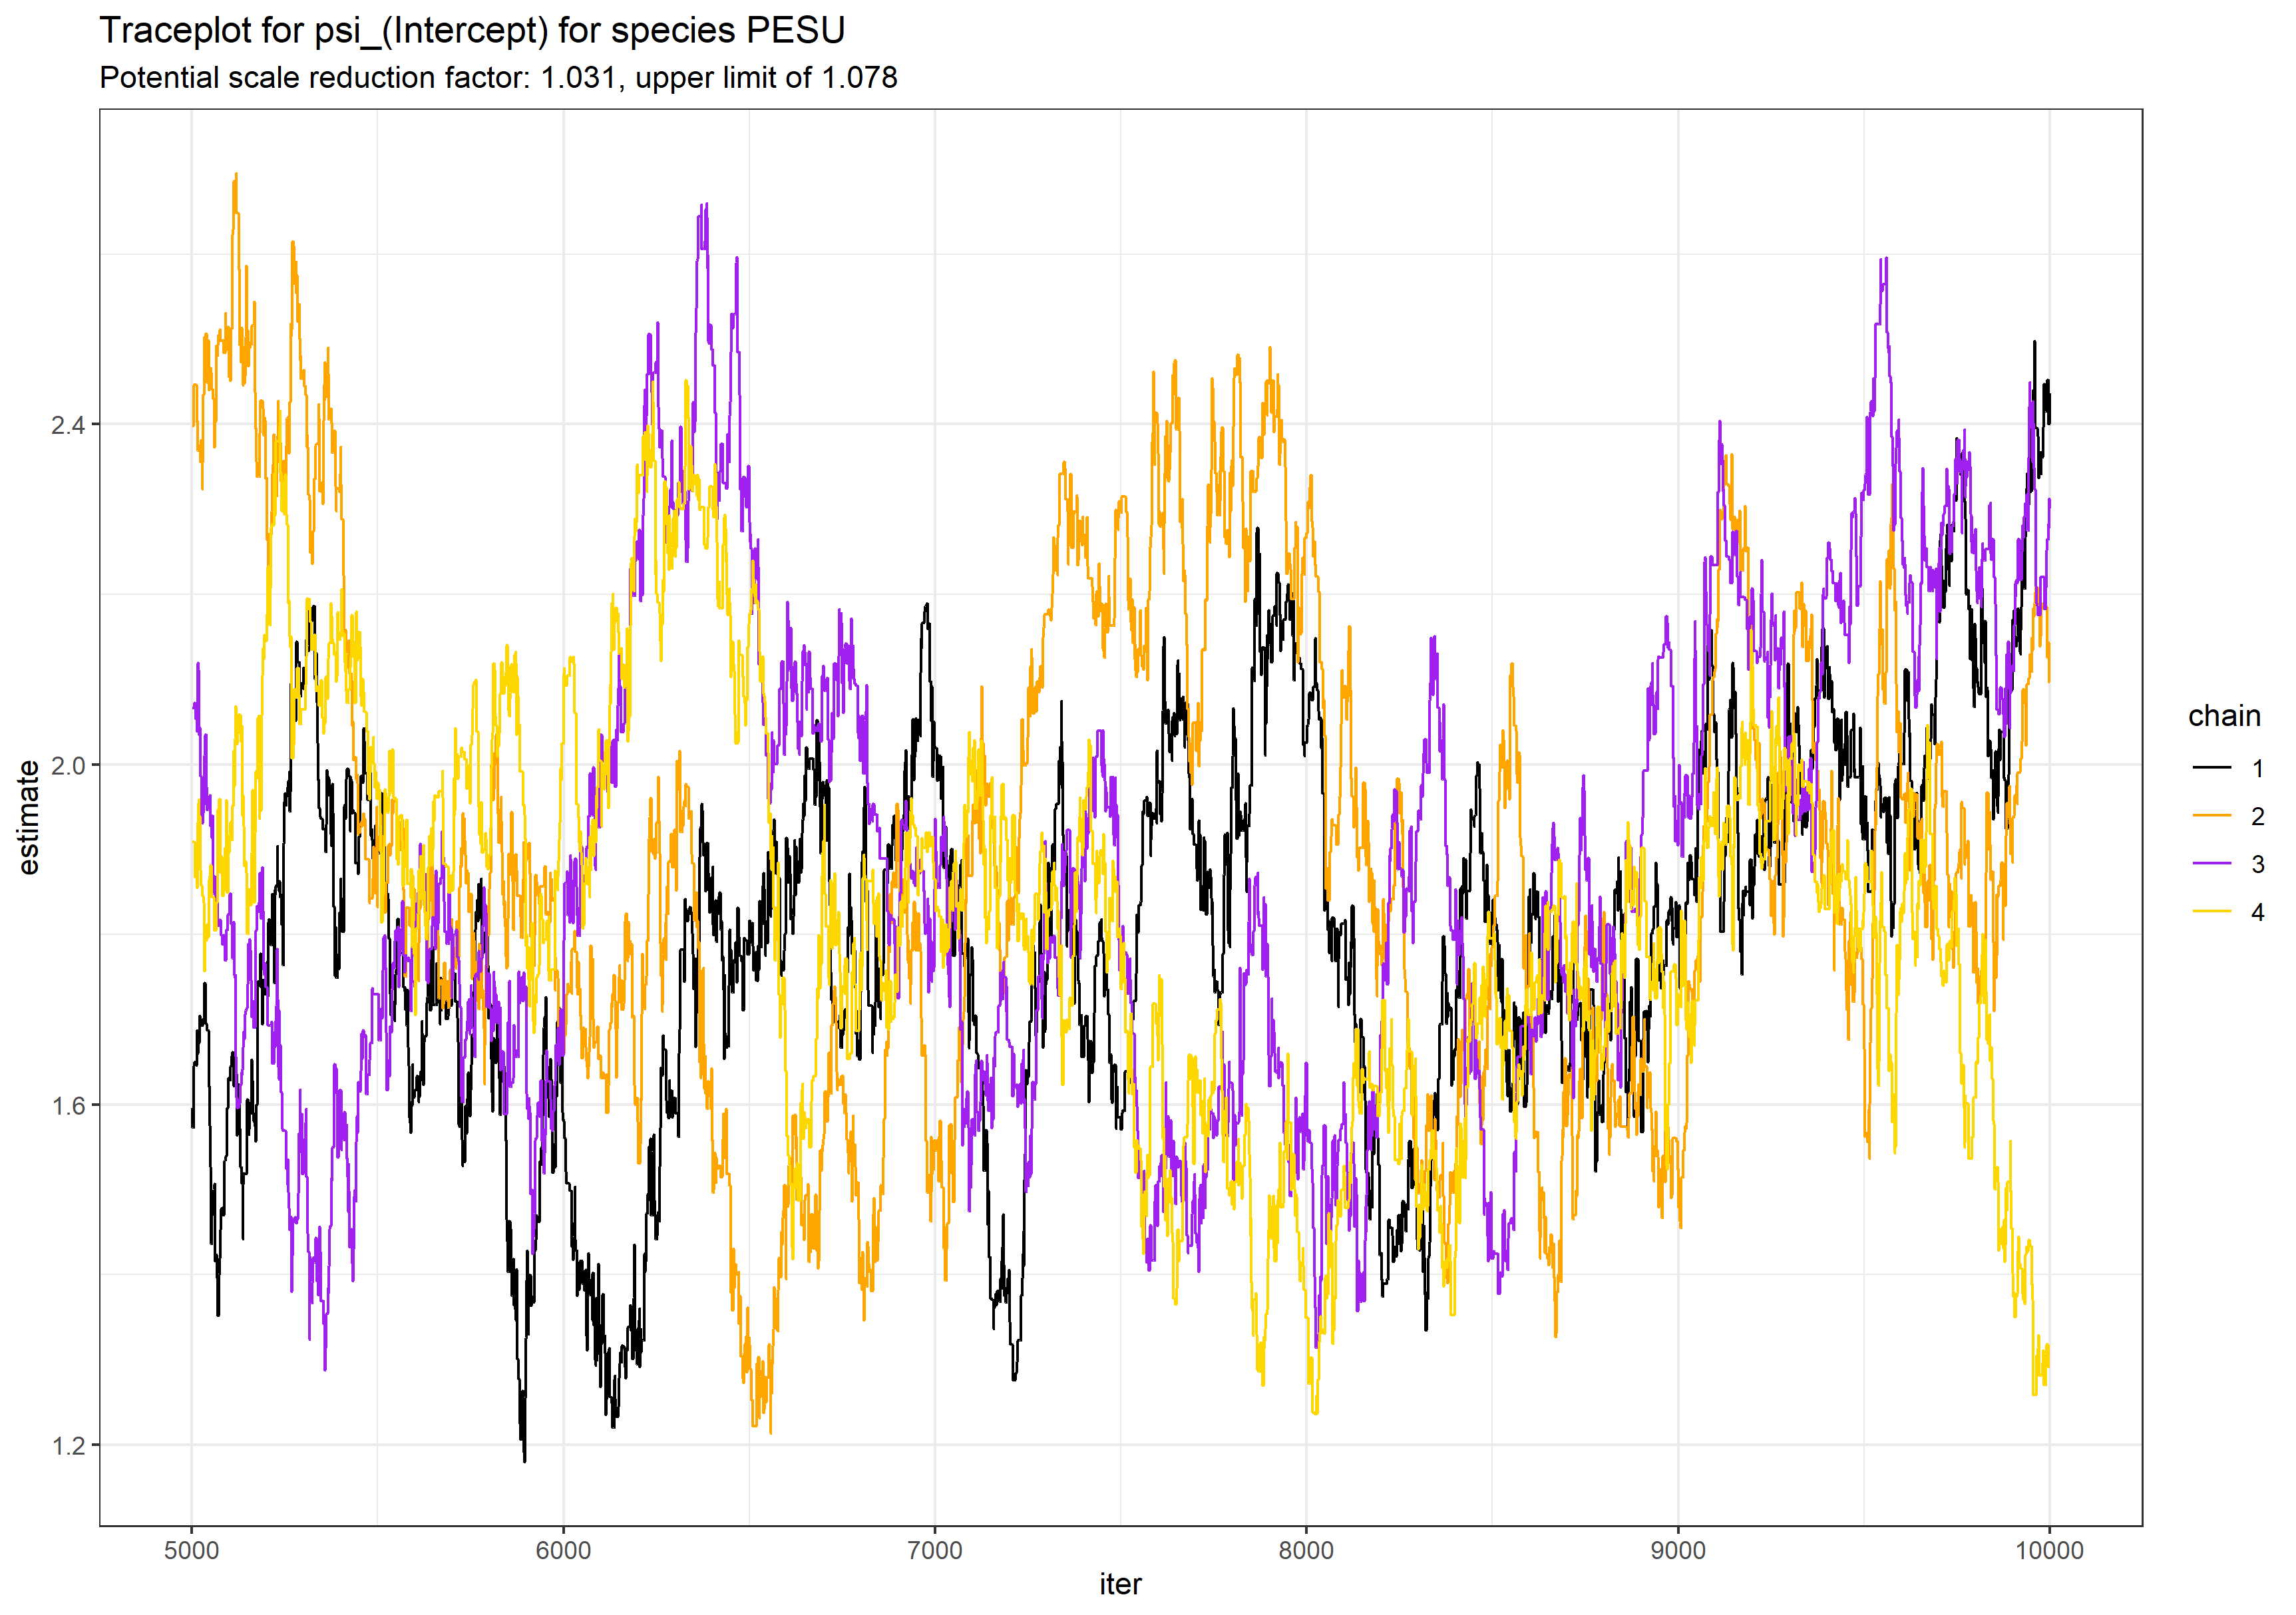 Traceplot for psi_(Intercept) for species PESU
Potential scale reduction factor: 1.031, upper limit of 1.078
estimate
2.4
2.0
1.6
1.2
5000 6000 7000 8000 9000 10000
iter
chain
1
2
3
4